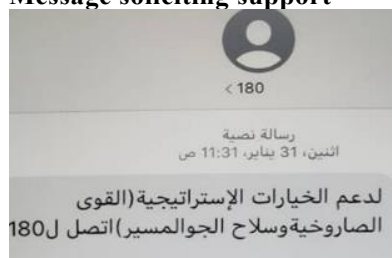 Message soliciting support
< 180
رسالة نصية
اثنين، 31 يناير، 11:31 ص
لدعم الخيارات الإستراتيجية(القوى
الصاروخيةوسلاح الجوالمسير)اتصل ل180